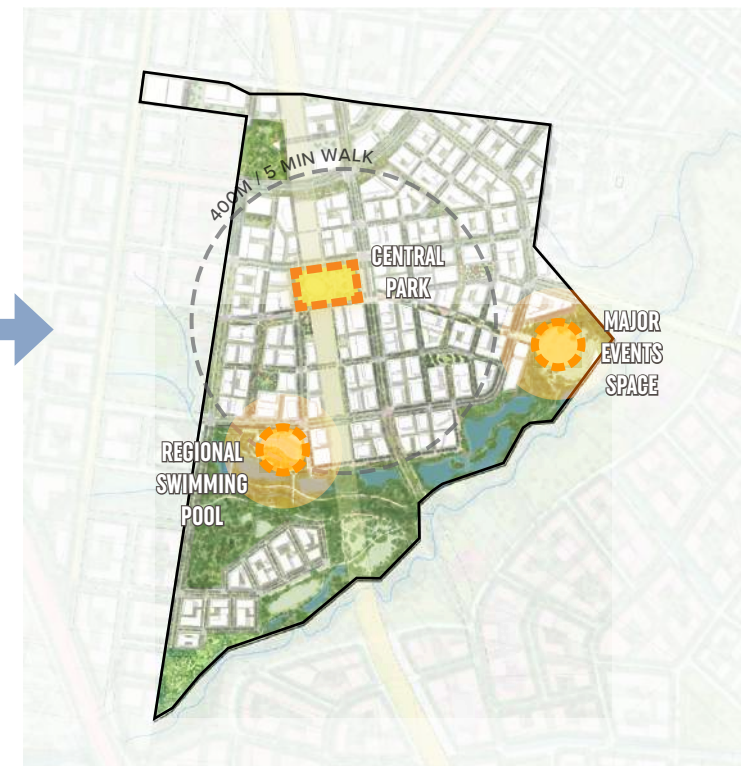 400M / 5 MIN WALK
CENTRAL
PARK
MAJOR
EVENTS
SPACE
REGIONAL
SWIMMING
POOL